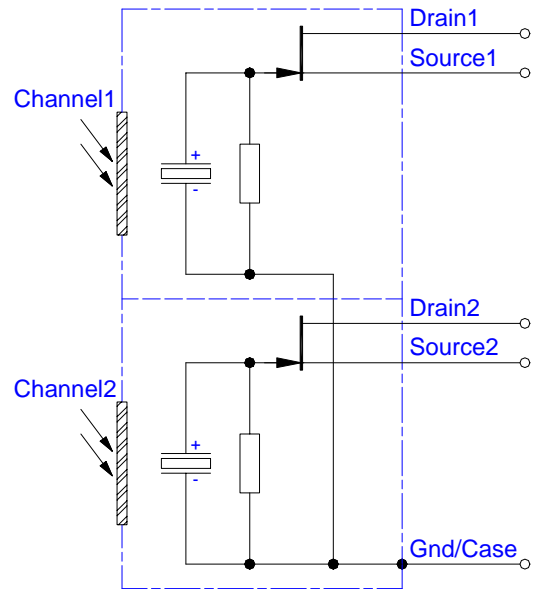 Drain1
Source1
Channel1
+
-
Drain2
Source2
Channel2
+
-
Gnd/Case